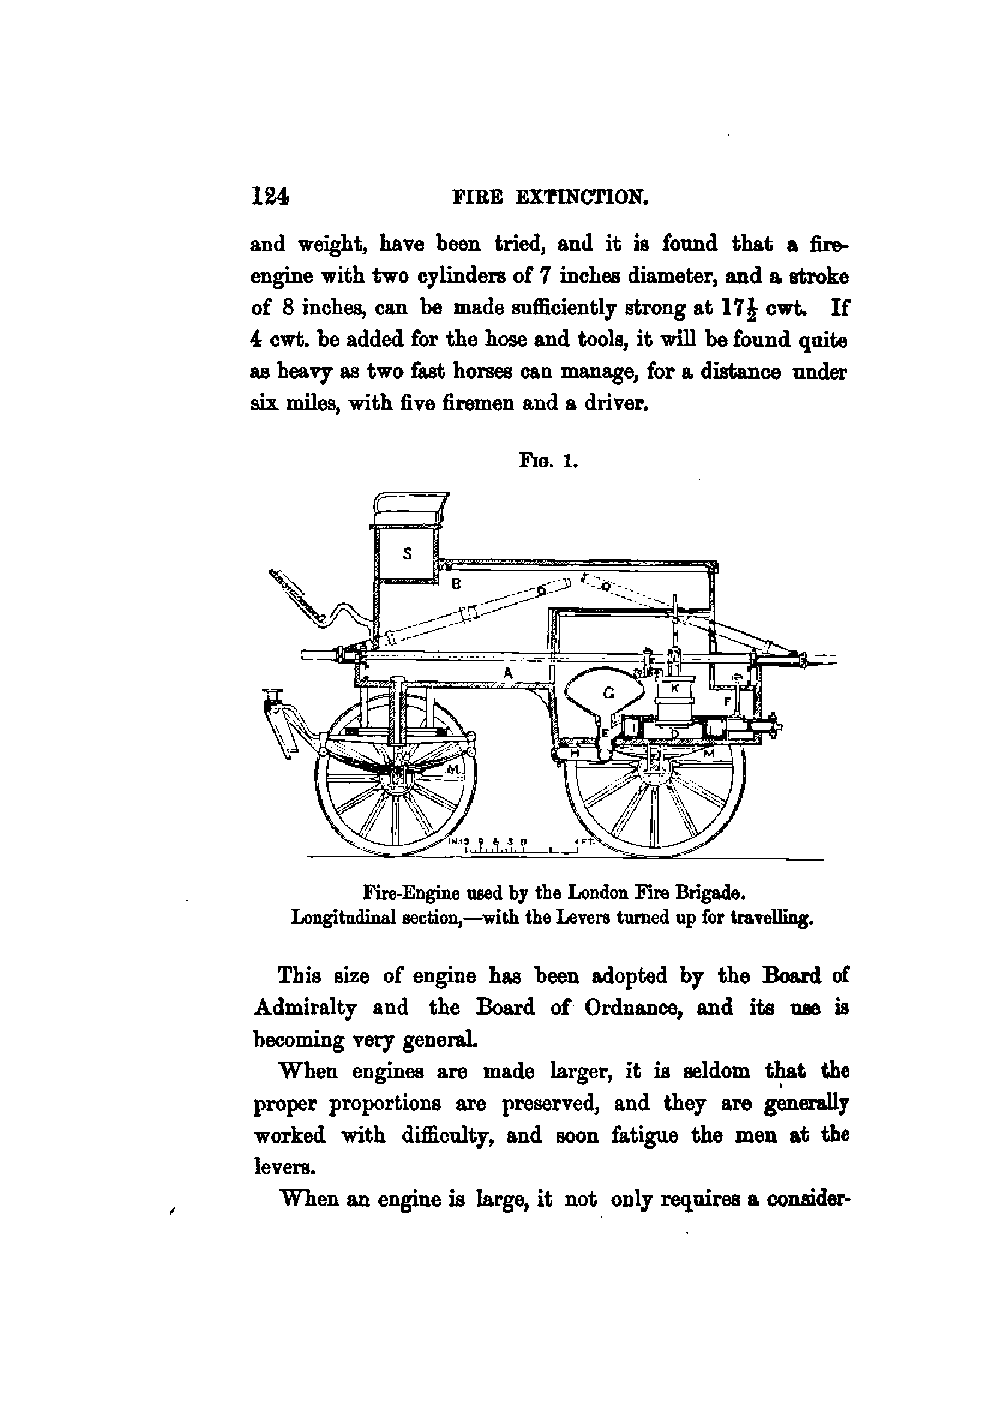 124 FIRE EXTINCTION.
and weight, have been tried, and it is found that a fire-
engine with two cylinders of 7 inches diameter, and a stroke
of 8 inches, can be made sufficiently strong at 17½ cwt. If
4 cwt. be added for the hose and tools, it will be found quite
as heavy as two fast horses can manage, for a distance under
six miles, with five firemen and a driver.
FIG. 1.
S
B
A
G
K
F
E
D
H
M
M
IN. 12 9 6 3 0
4 FT.
Fire-Engine used by the London Fire Brigade.
Longitudinal section,—with the Levers turned up for travelling.
This size of engine has been adopted by the Board of
Admiralty and the Board of Ordnance, and its use is
becoming very general.
When engines are made larger, it is seldom that the
proper proportions are preserved, and they are generally
worked with difficulty, and soon fatigue the men at the
levers.
When an engine is large, it not only requires a consider-